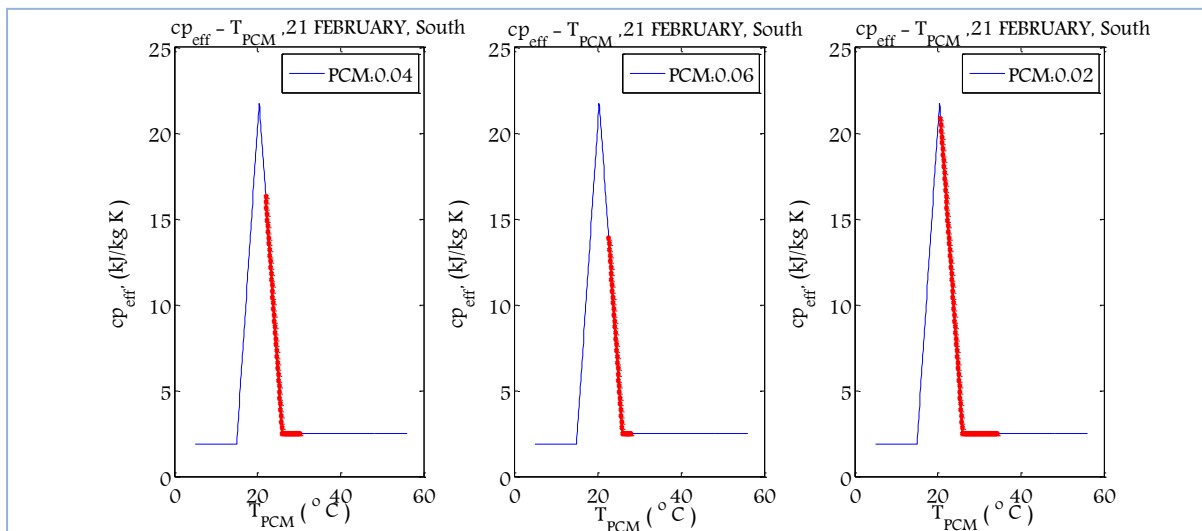 cp_eff – T_PCM ,21 FEBRUARY, South
25
20
15
10
5
0
cp_eff, (kJ/kg K )
PCM:0.04
0 20 40 60
T_PCM ( ° C )
cp_eff – T_PCM ,21 FEBRUARY, South
25
20
15
10
5
0
cp_eff, (kJ/kg K )
PCM:0.06
0 20 40 60
T_PCM ( ° C )
cp_eff – T_PCM ,21 FEBRUARY, South
25
20
15
10
5
0
cp_eff, (kJ/kg K )
PCM:0.02
0 20 40 60
T_PCM ( ° C )